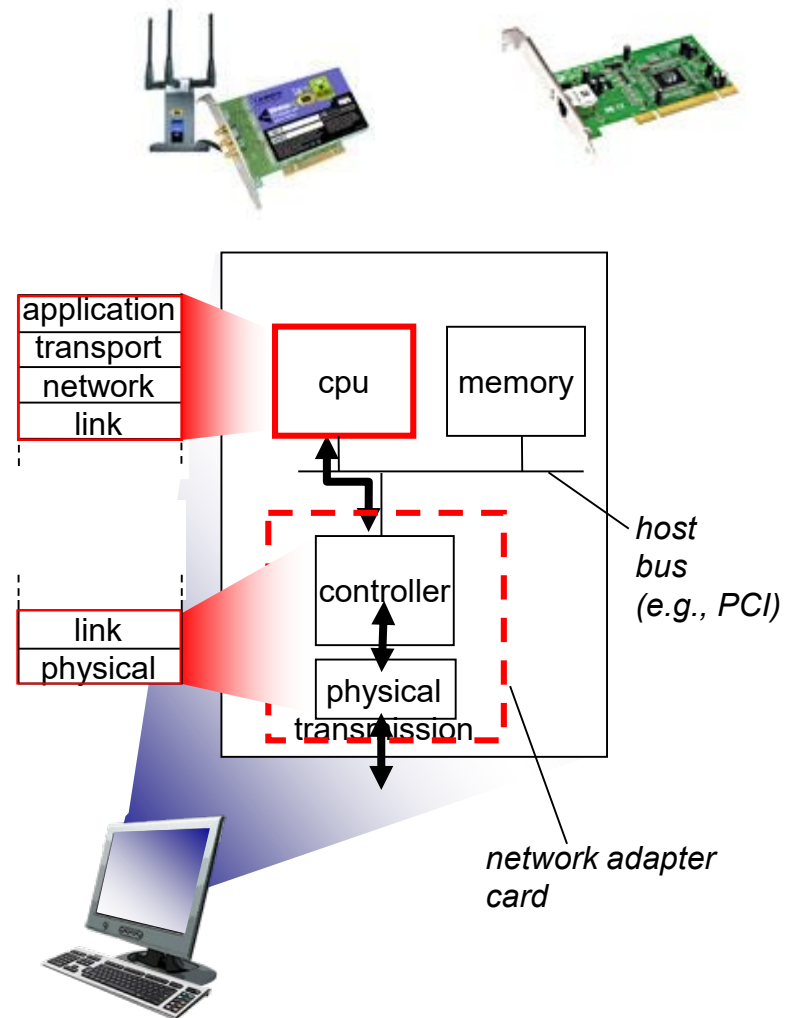 application
transport
network
link
cpu
memory
host
bus
(e.g., PCI)
controller
link
physical
physical
transmission
network adapter
card